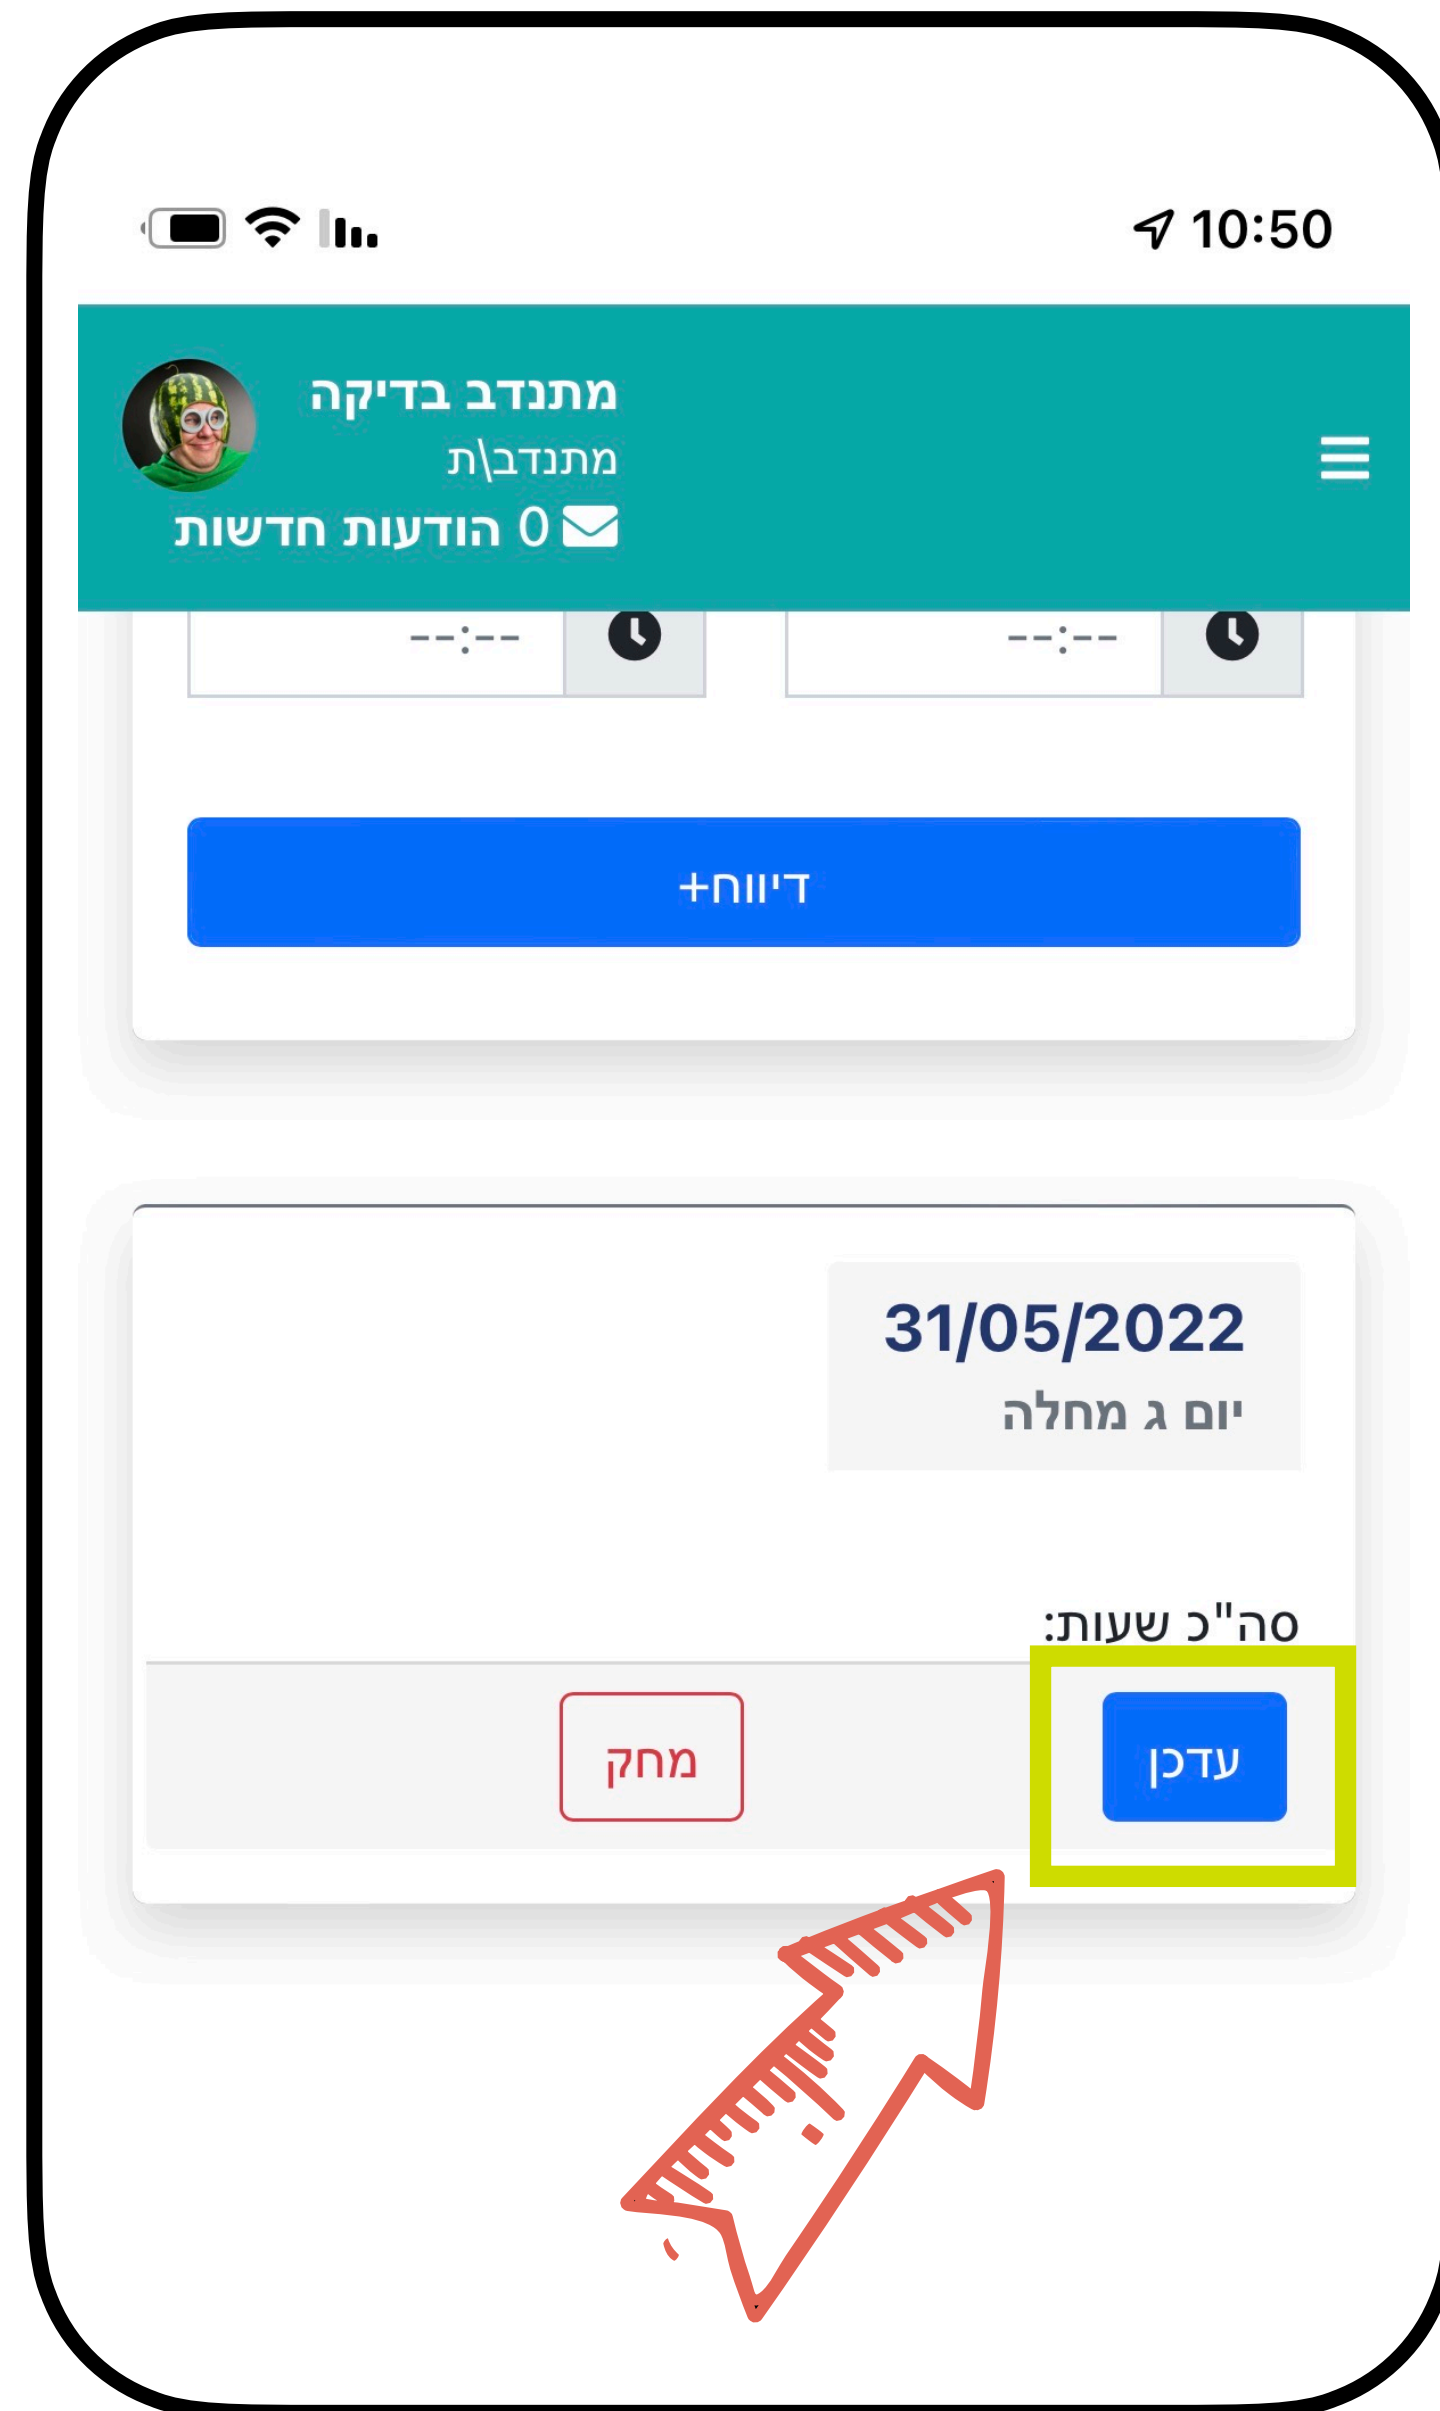 10:50
מתנדב בדיקה
מתנדב\ת
0 הודעות חדשות
--:-- --:--
דיווח+
31/05/2022
יום ג מחלה
סה"כ שעות:
עדכן מחק